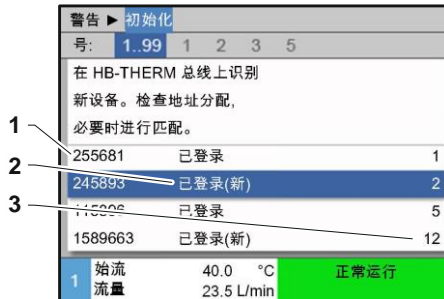 警告 ▶ 初始化
号: 1..99 1 2 3 5
在 HB-THERM 总线上识别
新设备。检查地址分配,
必要时进行匹配。
1
255681 已登录 1
2
245893 已登录(新) 2
3
已登录 5
1589663 已登录(新) 12
1 始流 40.0 °C 正常运行
流量 23.5 L/min